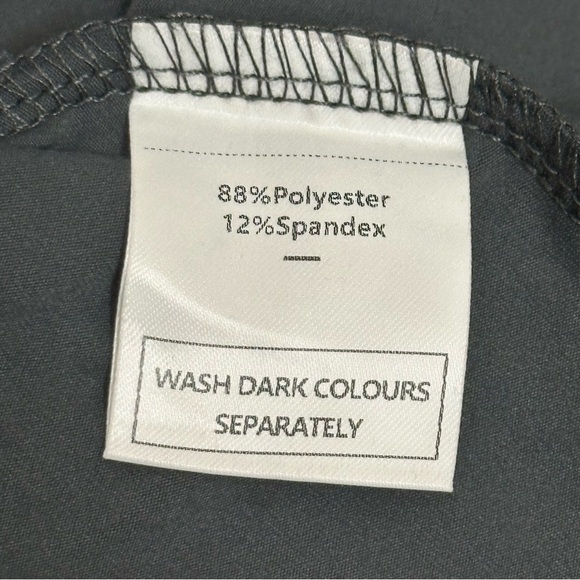 88%Polyester
12%Spandex
WASH DARK COLOURS
SEPARATELY